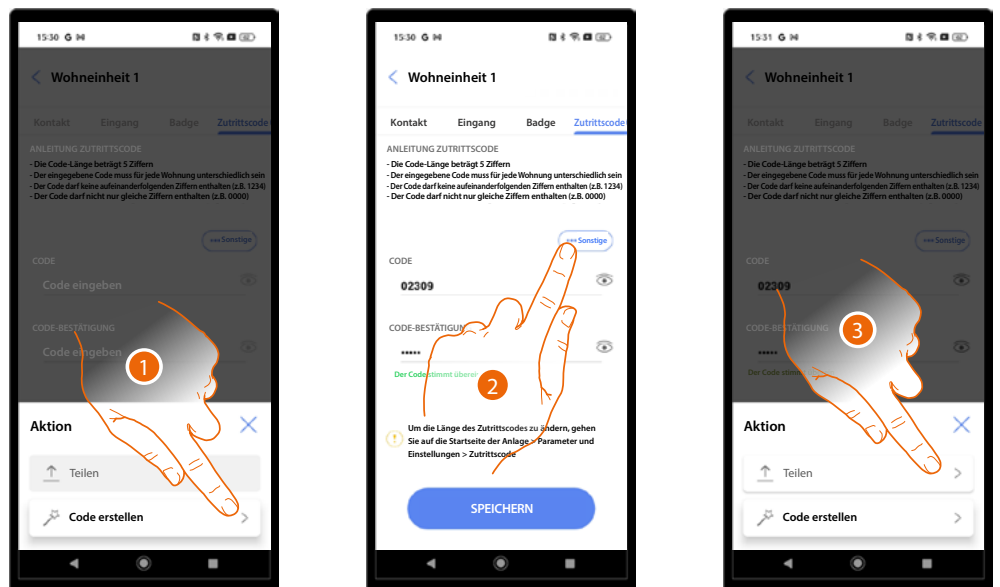 15:30 G
Wohneinheit 1
Kontakt Eingang Badge Zutrittscode
ANLEITUNG ZUTRITTSCODE
- Die Code-Länge beträgt 5 Ziffern
- Der eingegebene Code muss für jede Wohnung unterschiedlich sein
- Der Code darf keine aufeinanderfolgenden Ziffern enthalten (z.B. 1234)
- Der Code darf nicht nur gleiche Ziffern enthalten (z.B. 0000)
Sonstige
CODE
Code eingeben
CODE-BESTÄTIGUNG
Code eingeben
1
Aktion
Teilen
Code erstellen
15:30 G
Wohneinheit 1
Kontakt Eingang Badge Zutrittscode
ANLEITUNG ZUTRITTSCODE
- Die Code-Länge beträgt 5 Ziffern
- Der eingegebene Code muss für jede Wohnung unterschiedlich sein
- Der Code darf keine aufeinanderfolgenden Ziffern enthalten (z.B. 1234)
- Der Code darf nicht nur gleiche Ziffern enthalten (z.B. 0000)
Sonstige
CODE
02309
CODE-BESTÄTIGUNG
•••••
Der Code stimmt
2
Um die Länge des Zutrittscodes zu ändern, gehen
Sie auf die Startseite der Anlage > Parameter und
Einstellungen > Zutrittscode
SPEICHERN
15:31 G
Wohneinheit 1
Kontakt Eingang Badge Zutrittscode
ANLEITUNG ZUTRITTSCODE
- Die Code-Länge beträgt 5 Ziffern
- Der eingegebene Code muss für jede Wohnung unterschiedlich sein
- Der Code darf keine aufeinanderfolgenden Ziffern enthalten (z.B. 1234)
- Der Code darf nicht nur gleiche Ziffern enthalten (z.B. 0000)
Sonstige
CODE
02309
CODE-BESTÄTIGUNG
•••••
Der Code
3
Aktion
Teilen
Code erstellen